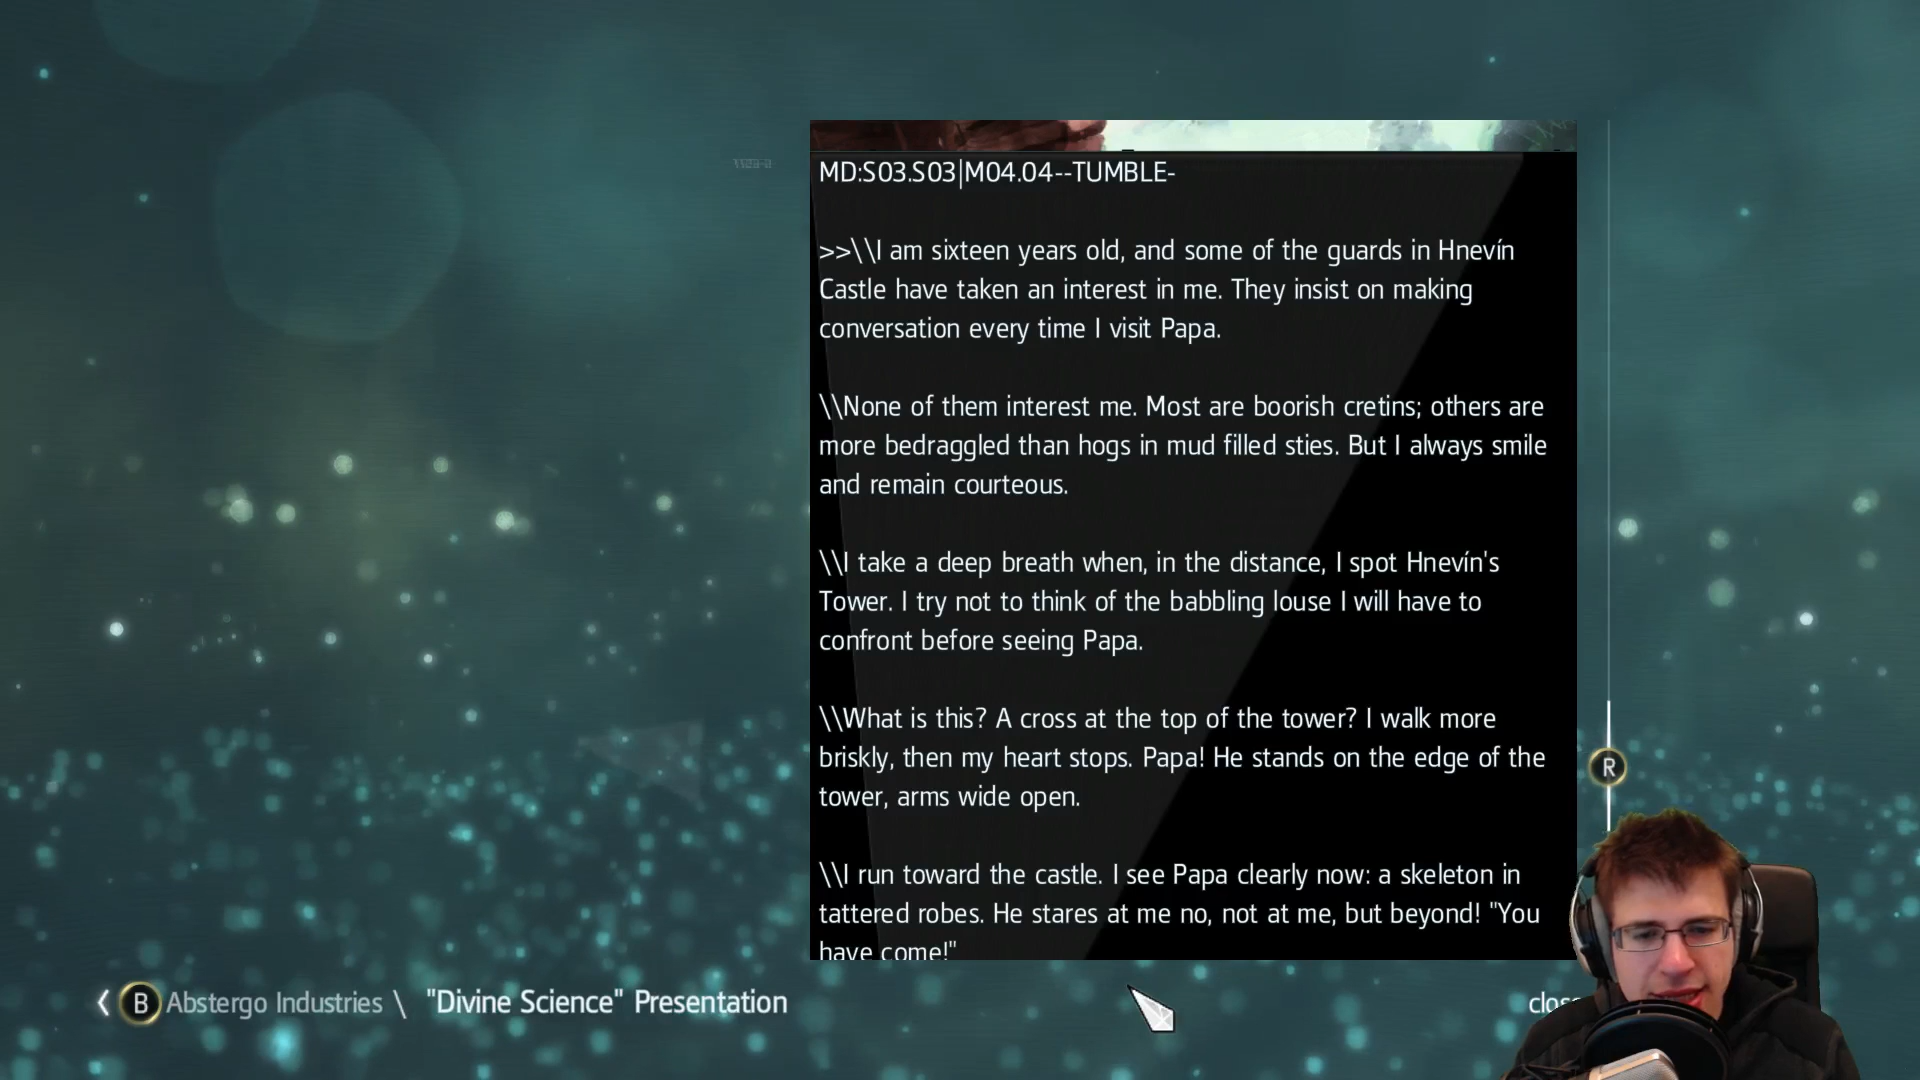 MD:S03.S03|M04.04--TUMBLE-
>>\\I am sixteen years old, and some of the guards in Hnevín
Castle have taken an interest in me. They insist on making
conversation every time I visit Papa.
\\None of them interest me. Most are boorish cretins; others are
more bedraggled than hogs in mud filled sties. But I always smile
and remain courteous.
\\I take a deep breath when, in the distance, I spot Hnevín's
Tower. I try not to think of the babbling louse I will have to
confront before seeing Papa.
\\What is this? A cross at the top of the tower? I walk more
briskly, then my heart stops. Papa! He stands on the edge of the
tower, arms wide open.
\\I run toward the castle. I see Papa clearly now: a skeleton in
tattered robes. He stares at me no, not at me, but beyond! "You
have come!"
R
B Abstergo Industries \ "Divine Science" Presentation